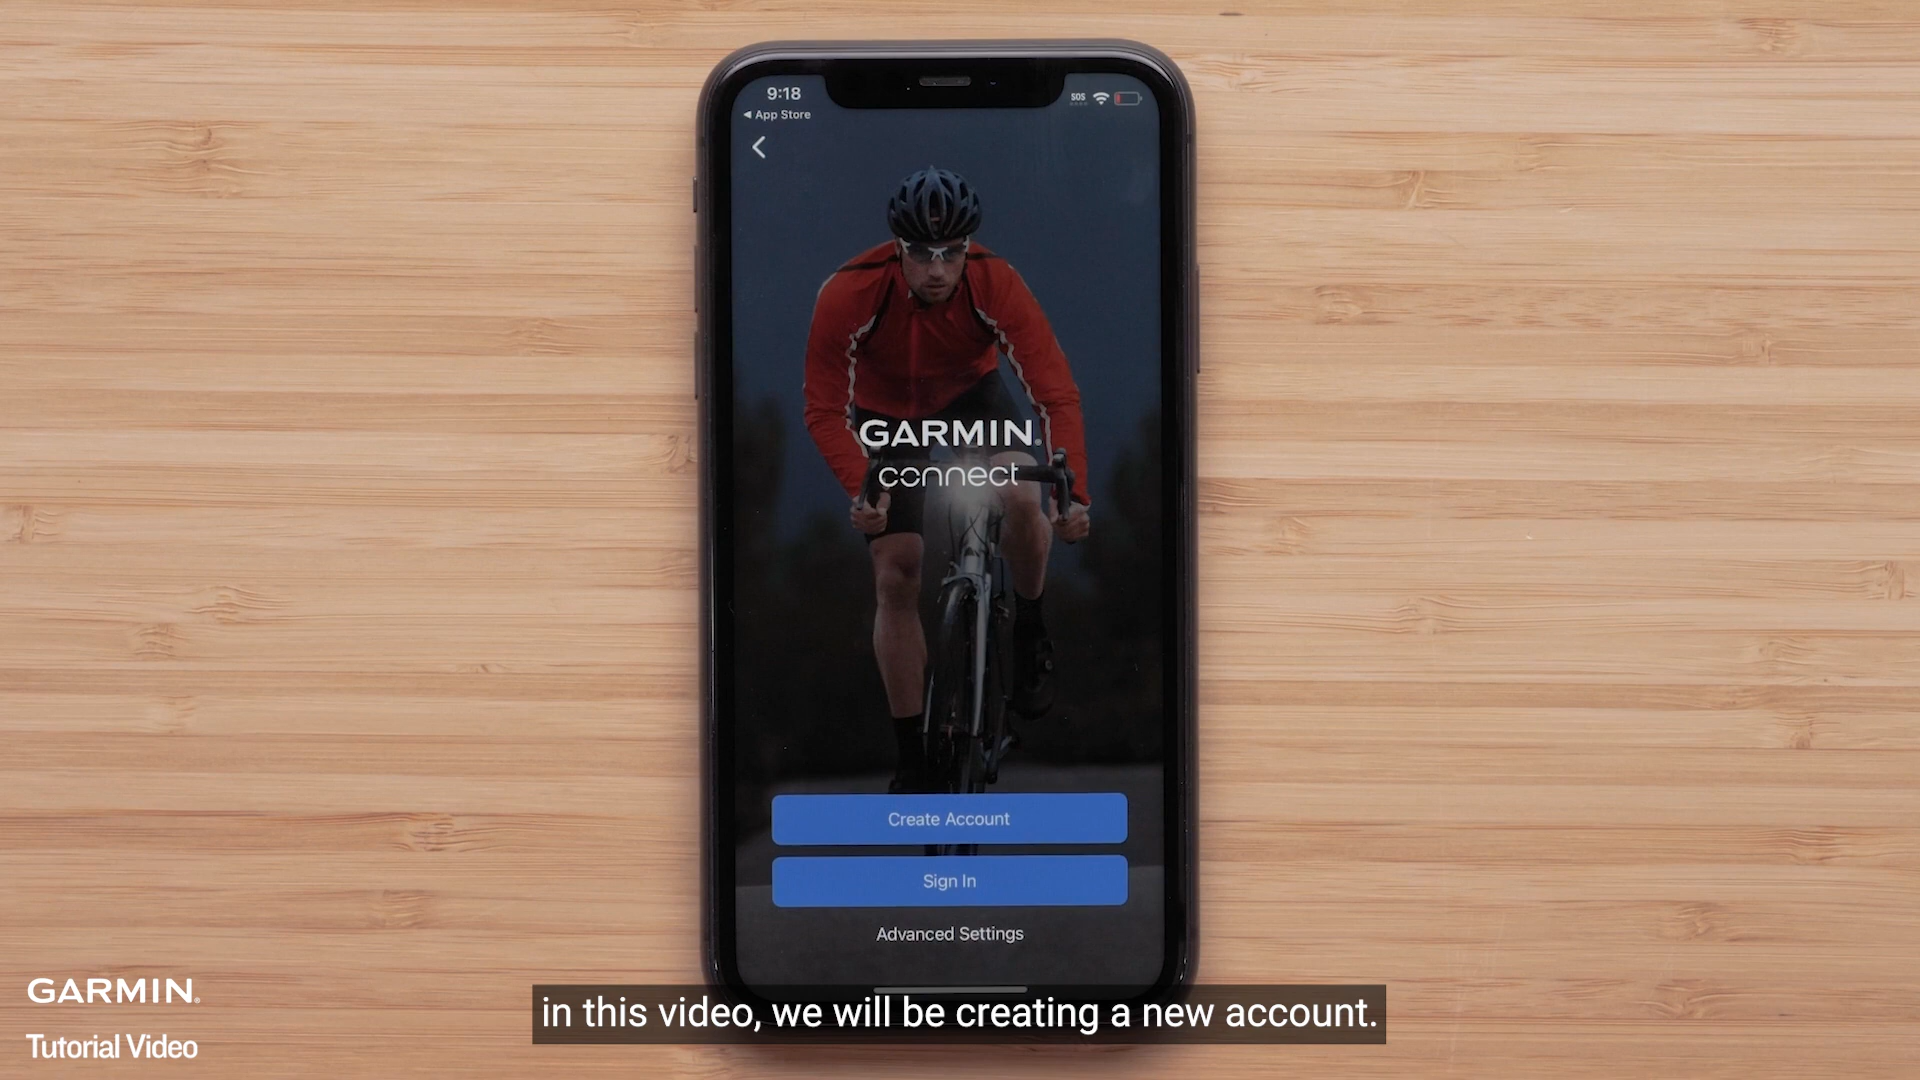 9:18
SOS
◀ App Store
GARMIN®
connect
Create Account
Sign In
Advanced Settings
GARMIN®
Tutorial Video
in this video, we will be creating a new account.